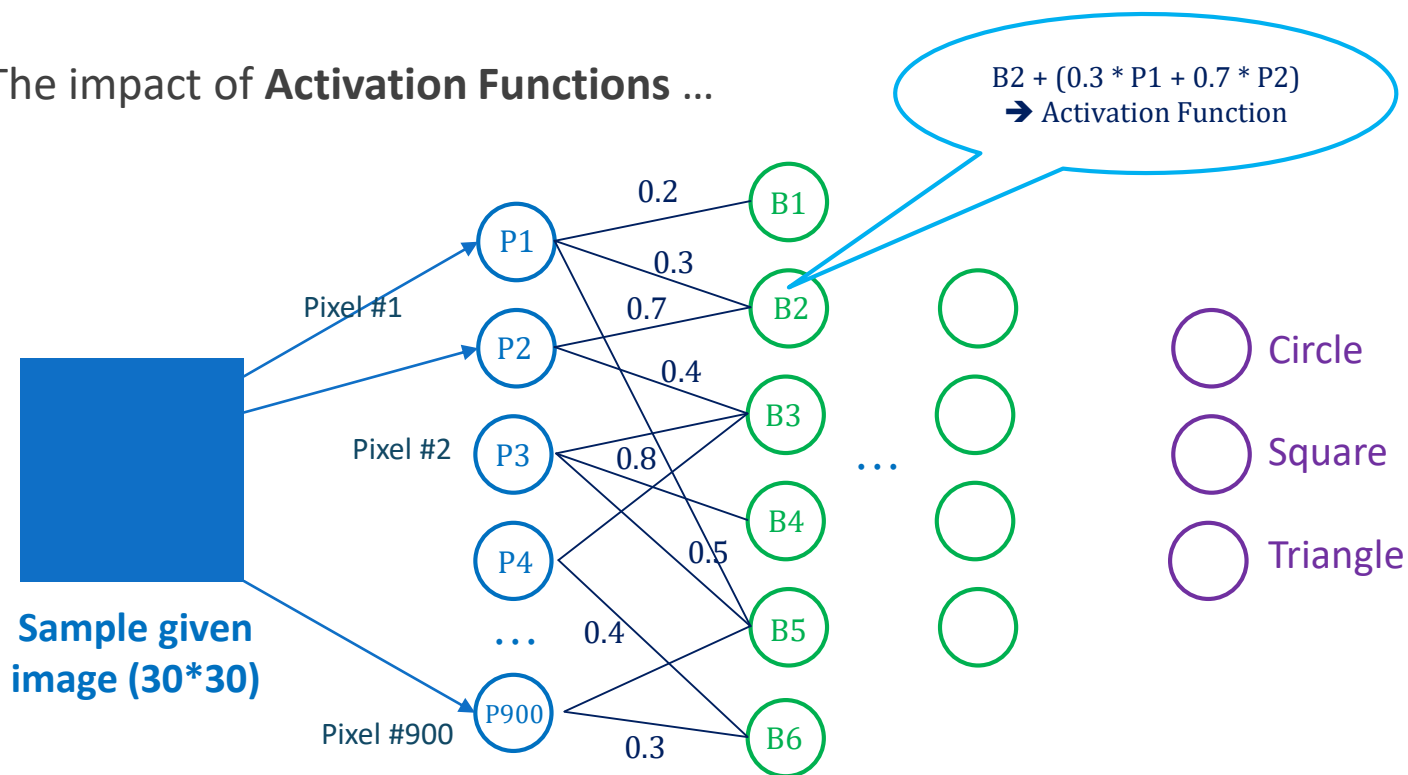 The impact of Activation Functions ...
B2 + (0.3 * P1 + 0.7 * P2)
➔ Activation Function
0.2
B1
P1
0.3
Pixel #1
0.7
B2
P2
0.4
Circle
B3
Pixel #2
P3
0.8
...
Square
B4
P4
0.5
Triangle
Sample given
image (30*30)
...
0.4
B5
P900
Pixel #900
0.3
B6